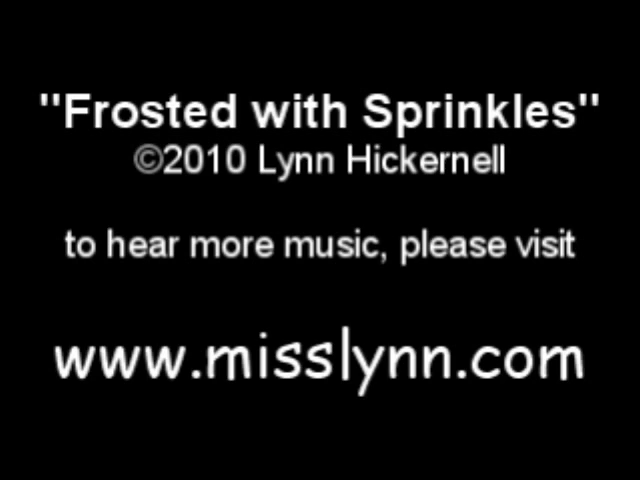 "Frosted with Sprinkles"
©2010 Lynn Hickernell
to hear more music, please visit
www.misslynn.com